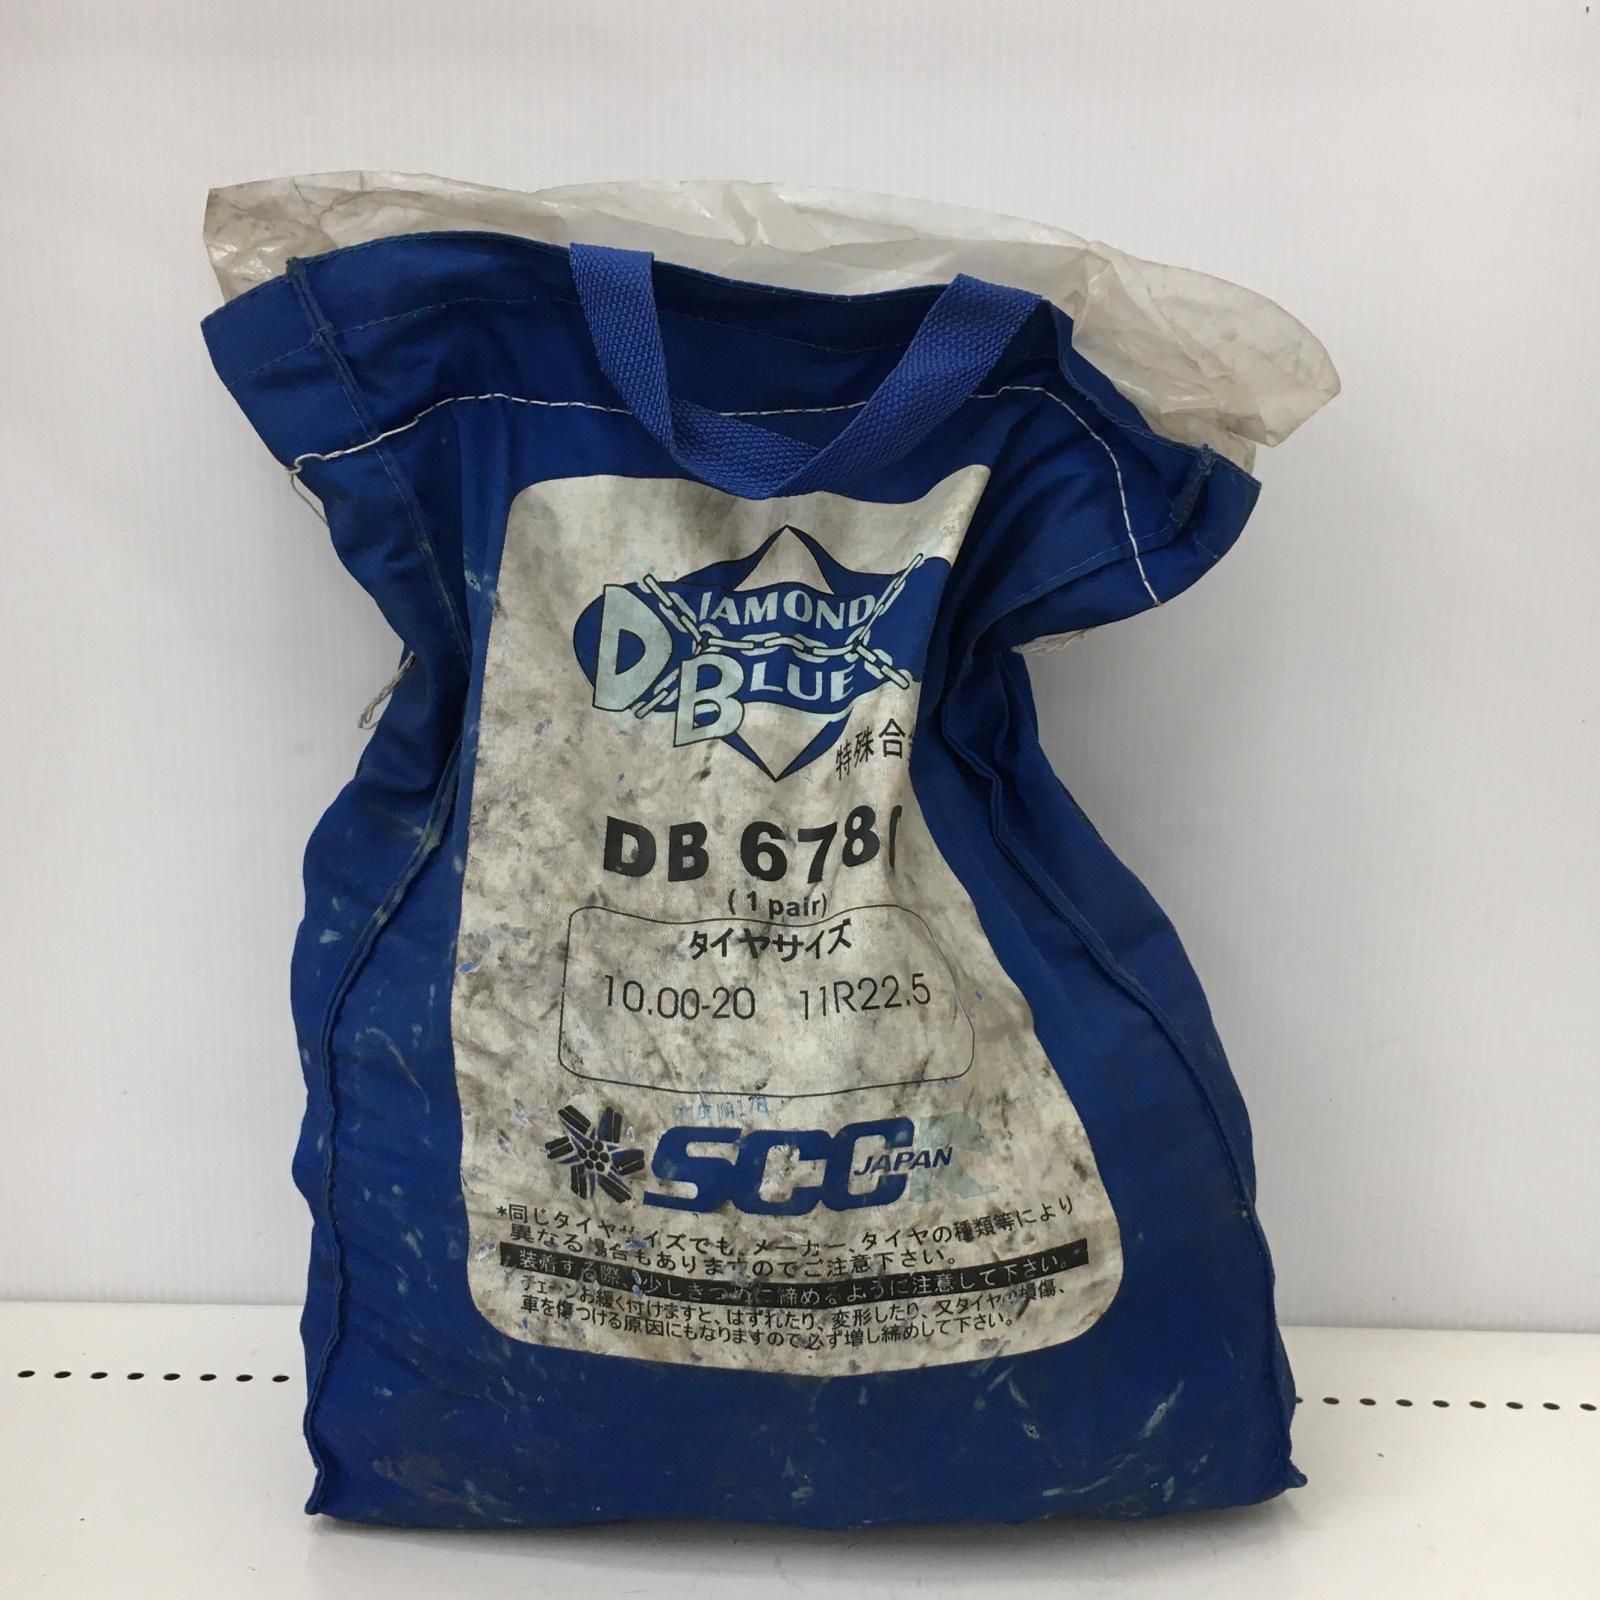 DIAMOND
BLUE
特殊合
DB 678
(1 pair)
タイヤサイズ
10.00-20 11R22.5
SCC
JAPAN
*同じタイヤサイズでも、メーカー、タイヤの種類等により
異なる場合もありますのでご注意下さい。
装着する際、少しきつめに締めるように注意して下さい。
チェーンお緩く付けますと、はずれたり、変形したり、又タイヤの損傷、
車を傷つける原因にもなりますので必ず増し締めして下さい。